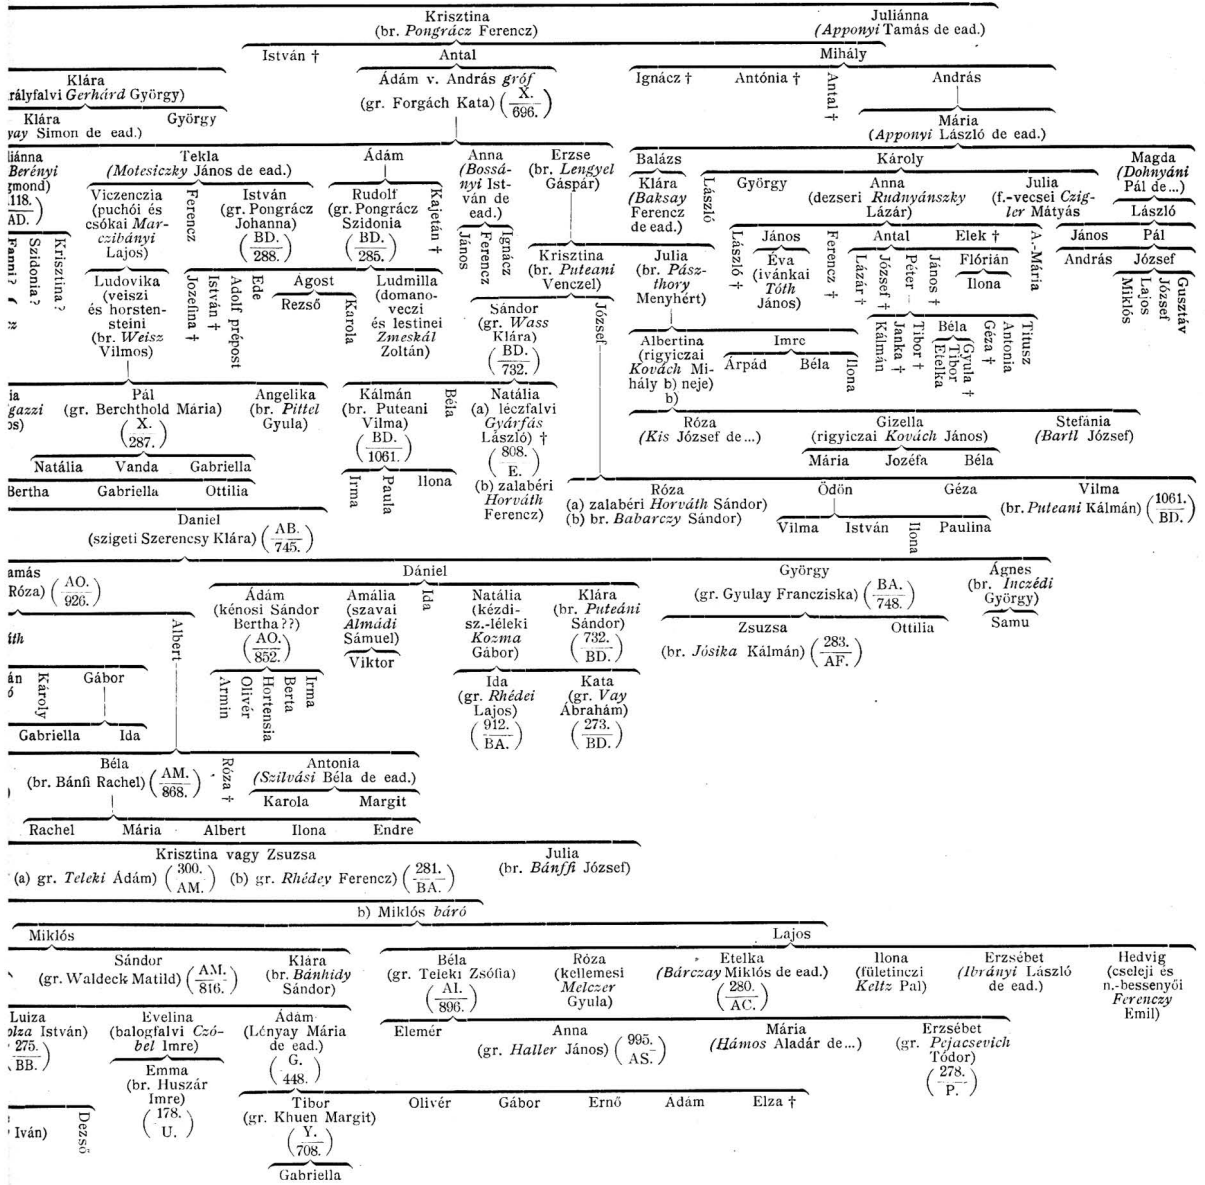 Krisztina Juliánna
(br. Pongrácz Ferencz) (Apponyi Tamás de ead.)
István † Antal Mihály
Klára Ádám v. András gróf Ignácz † Antónia † Antal † András
rályfalvi Gerhárd György) (gr. Forgách Kata) (X. 696.)
Klára György Mária
yay Simon de ead.) (Apponyi László de ead.)
iánna Tekla Ádám Anna Erzse Balázs Károly Magda
Berényi (Motesiczky János de ead.) (Bossányi István de ead.) (br. Lengyel Gáspár) (Dohnyáni Pál de...)
gmond)
118.
AD.
Viczenczia Ferencz István Rudolf Kajetán † Klára László György Anna Julia László
(puchói és csókai Marczibányi Lajos) (gr. Pongrácz Johanna) (gr. Pongrácz Szidonia) (Baksay Ferencz de ead.) (dezseri Rudnyánszky Lázár) (f.-vecsei Czigler Mátyás
(BD. 288.) (BD. 285.)
János Ferencz Ignácz
Fanni? Szidonia? Krisztina?
László † János Ferencz † Antal Elek † A.-Mária János Pál
Krisztina Julia Éva Lázár † József † Péter János † Flórián András József
(br. Puteani Venczel) (br. Pászthory Menyhért) (ivánkai Tóth János) Ilona Miklós Lajos József Gusztáv
Ludovika Jozefina † István † Adolf prépost Ede Ágost Ludmilla
(veiszi és horstensteini (br. Weisz Vilmos) Rezső Karola (domanoveczi és lestinei Zmeskál Zoltán)
Sándor József
(gr. Wass Klára)
(BD. 732.)
Albertina Imre Kálmán Janka † Tibor † Béla Géza † Antonia Titusz
(rigyiczai Kovách Mihály b) neje) Árpád Béla Ilona Etelka Tibor Gyula †
b)
ia Pál Angelika Kálmán Béla Natália
gazzi (gr. Berchthold Mária) (br. Pittel Gyula) (br. Puteani Vilma) (a) léczfalvi Gyárfás László) †
os) (X. 287.) (BD. 1061.) (808. E.)
(b) zalabéri Horváth Ferencz)
Róza Gizella Stefánia
(Kis József de...) (rigyiczai Kovách János) (Bartl József)
Natália Vanda Gabriella Irma Paula Ilona Mária Jozéfa Béla
Bertha Gabriella Ottilia Róza Ödön Géza Vilma
(a) zalabéri Horváth Sándor) (br. Puteani Kálmán) (1061. BD.)
(b) br. Babarczy Sándor) Vilma István Ilona Paulina
Daniel
(szigeti Szerencsy Klára) (AB. 745.)
amás Dániel György Ágnes
Róza) (AO. 926.) (gr. Gyulay Francziska) (BA. 748.) (br. Inczédi György)
Albert Ádám Amália Ida Natália Klára Zsuzsa Ottilia Samu
áth (kénosi Sándor Bertha??) (szavai Almádi Sámuel) (kézdi-sz.-léleki Kozma Gábor) (br. Puteáni Sándor) (br. Jósika Kálmán) (283. AF.)
(AO. 852.) Viktor (732. BD.)
án Károly Gábor Armin Olivér Hortensia Berta Irma Ida Kata
ó (gr. Rhédei Lajos) (gr. Vay Ábrahám)
Gabriella Ida (912. BA.) (273. BD.)
Béla Róza † Antonia
(br. Bánfi Rachel) (AM. 868.) (Szilvási Béla de ead.)
Karola Margit
Rachel Mária Albert Ilona Endre
Krisztina vagy Zsuzsa Julia
(a) gr. Teleki Ádám) (300. AM.) (b) gr. Rhédey Ferencz) (281. BA.) (br. Bánffi József)
b) Miklós báró
Miklós Lajos
Sándor Klára Béla Róza Etelka Ilona Erzsébet Hedvig
(gr. Waldeck Matild) (AM. 816.) (br. Bánhidy Sándor) (gr. Teleki Zsófia) (kellemesi Melczer Gyula) (Bárczay Miklós de ead.) (fületinczi Keltz Pal) (Ibrányi László de ead.) (cseleji és n.-bessenyői Ferenczy Emil)
(AI. 896.) (280. AC.)
Luiza Evelina Ádám Elemér Anna Mária Erzsébet
olza István) (balogfalvi Czóbel Imre) (Lónyay Mária de ead.) (gr. Haller János) (995. AS.) (Hámos Aladár de...) (gr. Pejacsevich Tódor)
275. BB.) (G. 448.) (278. P.)
Emma
(br. Huszár Imre)
(178. U.)
Tibor Olivér Gábor Ernő Adám Elza †
Iván) Dezső (gr. Khuen Margit)
(Y. 708.)
Gabriella